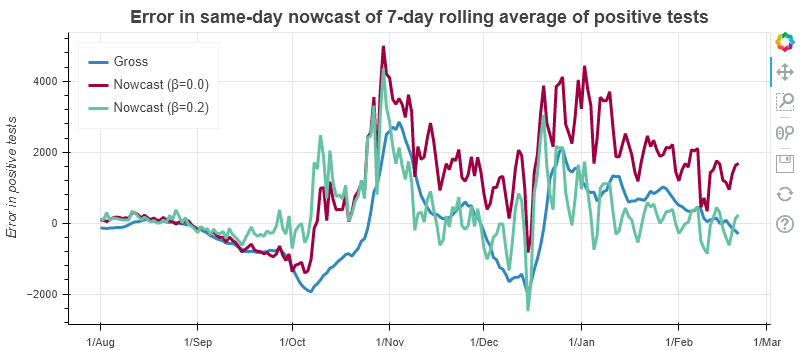 Error in same-day nowcast of 7-day rolling average of positive tests
Gross
Nowcast (β=0.0)
Nowcast (β=0.2)
Error in positive tests
4000
2000
0
−2000
1/Aug 1/Sep 1/Oct 1/Nov 1/Dec 1/Jan 1/Feb 1/Mar